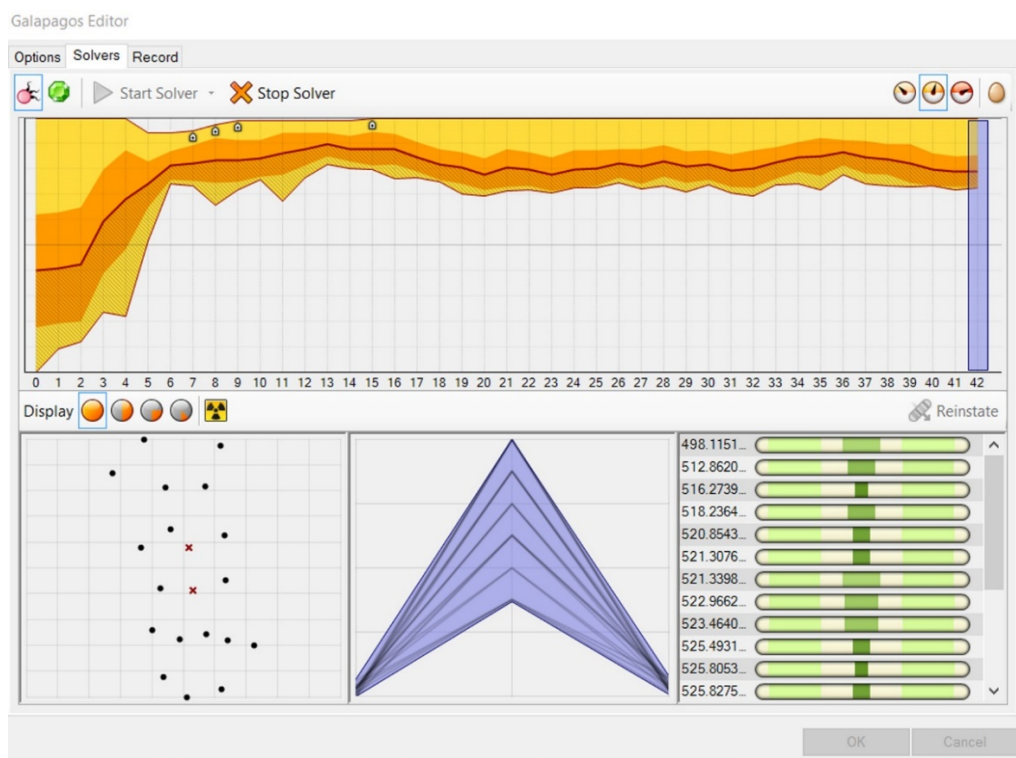 Galapagos Editor
Options Solvers Record
Start Solver Stop Solver
0 1 2 3 4 5 6 7 8 9 10 11 12 13 14 15 16 17 18 19 20 21 22 23 24 25 26 27 28 29 30 31 32 33 34 35 36 37 38 39 40 41 42
Display Reinstate
498.1151...
512.8620...
516.2739...
518.2364...
520.8543...
521.3076...
521.3398...
522.9662...
523.4640...
525.4931...
525.8053...
525.8275...
OK Cancel